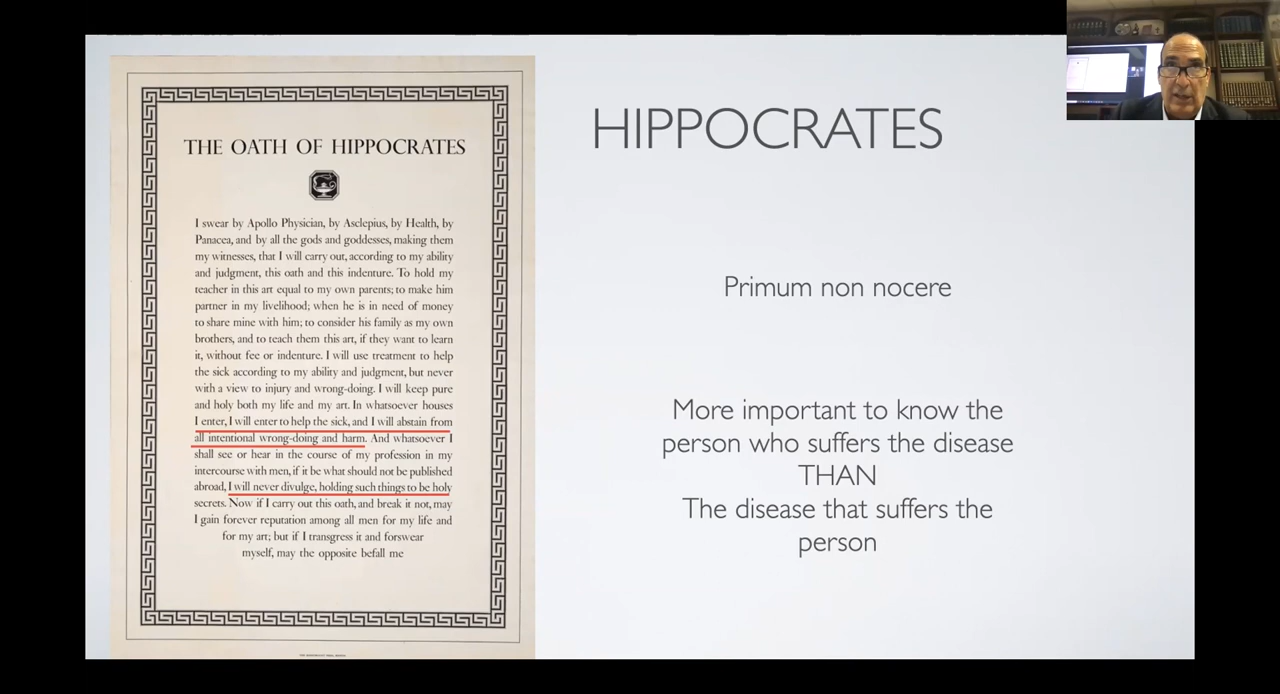 THE OATH OF HIPPOCRATES
I swear by Apollo Physician, by Asclepius, by Health, by
Panacea, and by all the gods and goddesses, making them
my witnesses, that I will carry out, according to my ability
and judgment, this oath and this indenture. To hold my
teacher in this art equal to my own parents; to make him
partner in my livelihood; when he is in need of money
to share mine with him; to consider his family as my own
brothers, and to teach them this art, if they want to learn
it, without fee or indenture. I will use treatment to help
the sick according to my ability and judgment, but never
with a view to injury and wrong-doing. I will keep pure
and holy both my life and my art. In whatsoever houses
I enter, I will enter to help the sick, and I will abstain from
all intentional wrong-doing and harm. And whatsoever I
shall see or hear in the course of my profession in my
intercourse with men, if it be what should not be published
abroad, I will never divulge, holding such things to be holy
secrets. Now if I carry out this oath, and break it not, may
I gain forever reputation among all men for my life and
for my art; but if I transgress it and forswear
myself, may the opposite befall me
HIPPOCRATES
Primum non nocere
More important to know the
person who suffers the disease
THAN
The disease that suffers the
person